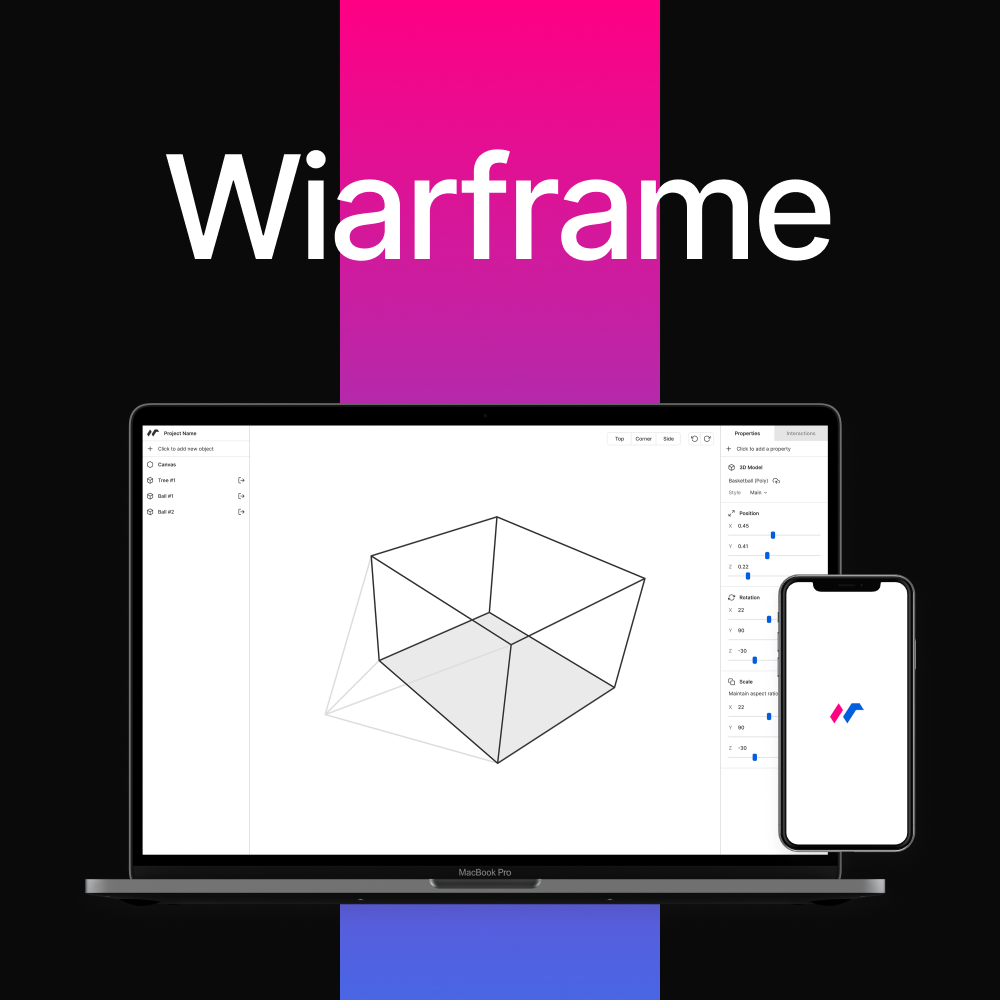 Wiarframe
Project Name
Click to add new object
Canvas
Tree #1
Ball #1
Ball #2
Top Corner Side
Properties Interactions
Click to add a property
3D Model
Basketball (Poly)
Style Main
Position
X 0.45
Y 0.41
Z 0.22
Rotation
X 22
Y 90
Z -30
Scale
Maintain aspect ratio
X 22
Y 90
Z -30
MacBook Pro